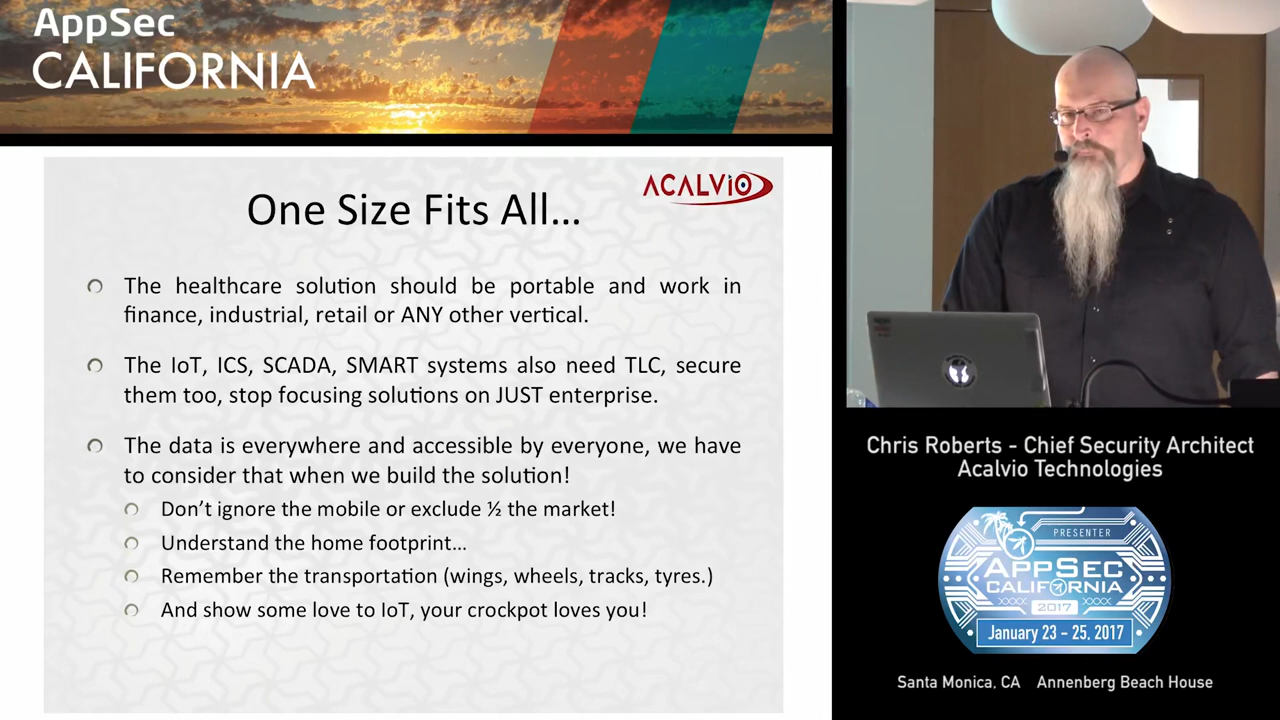 AppSec
CALIFORNIA
ACALVIO
One Size Fits All...
The healthcare solution should be portable and work in
finance, industrial, retail or ANY other vertical.
The IoT, ICS, SCADA, SMART systems also need TLC, secure
them too, stop focusing solutions on JUST enterprise.
The data is everywhere and accessible by everyone, we have
to consider that when we build the solution!
Don’t ignore the mobile or exclude ½ the market!
Understand the home footprint...
Remember the transportation (wings, wheels, tracks, tyres.)
And show some love to IoT, your crockpot loves you!
Chris Roberts - Chief Security Architect
Acalvio Technologies
PRESENTER
APPSEC
CALIFORNIA
2017
January 23 - 25, 2017
Santa Monica, CA Annenberg Beach House